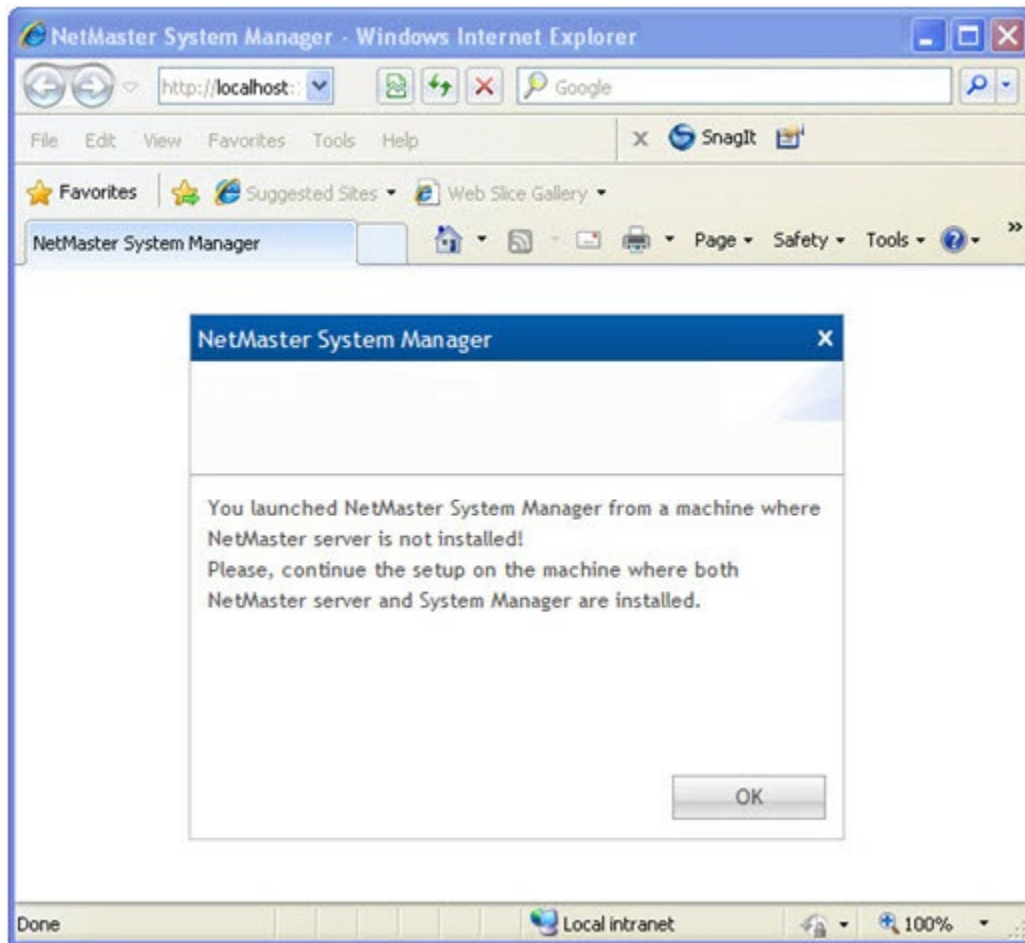 NetMaster System Manager - Windows Internet Explorer
http://localhost:
Google
File Edit View Favorites Tools Help
x SnagIt
Favorites Suggested Sites Web Slice Gallery
NetMaster System Manager
Page Safety Tools
NetMaster System Manager x
You launched NetMaster System Manager from a machine where
NetMaster server is not installed!
Please, continue the setup on the machine where both
NetMaster server and System Manager are installed.
OK
Done Local intranet 100%